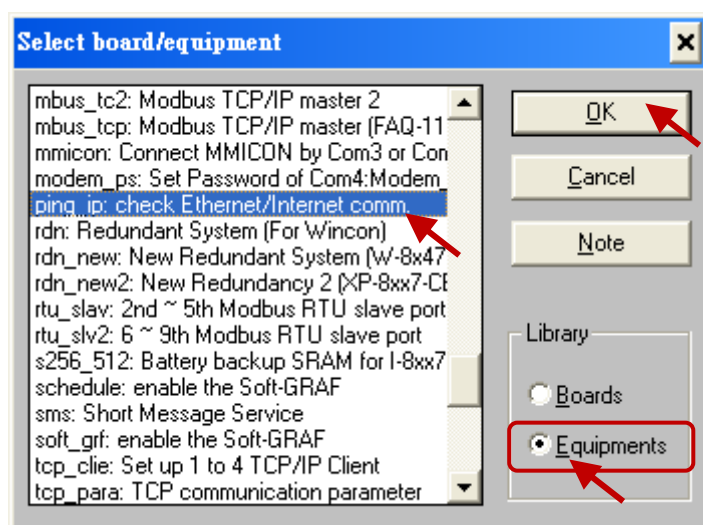 Select board/equipment
mbus_tc2: Modbus TCP/IP master 2
mbus_tcp: Modbus TCP/IP master (FAQ-11
mmicon: Connect MMICON by Com3 or Com
modem_ps: Set Password of Com4:Modem_
ping_ip: check Ethernet/Internet comm.
rdn: Redundant System (For Wincon)
rdn_new: New Redundant System (W-8x47
rdn_new2: New Redundancy 2 (XP-8xx7-CE
rtu_slav: 2nd ~ 5th Modbus RTU slave port
rtu_slv2: 6 ~ 9th Modbus RTU slave port
s256_512: Battery backup SRAM for I-8xx7
schedule: enable the Soft-GRAF
sms: Short Message Service
soft_grf: enable the Soft-GRAF
tcp_clie: Set up 1 to 4 TCP/IP Client
tcp_para: TCP communication parameter
OK
Cancel
Note
Library
Boards
Equipments